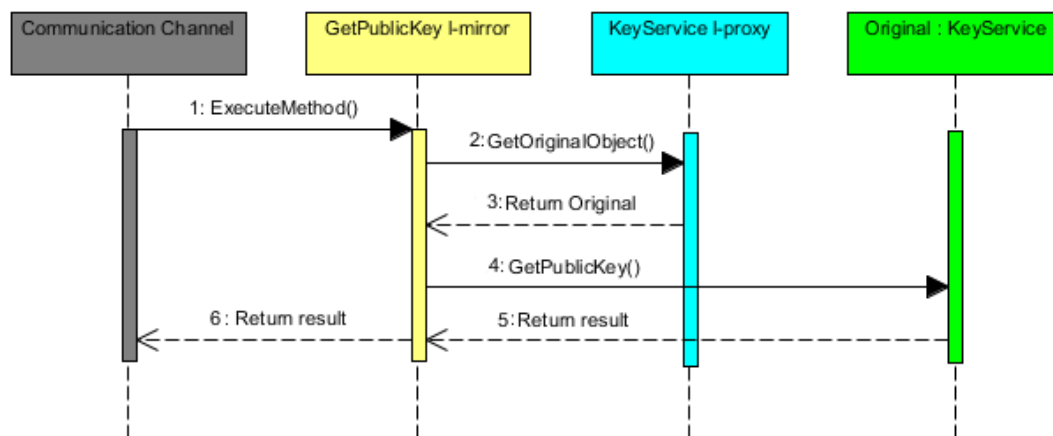 Communication Channel
GetPublicKey I-mirror
KeyService I-proxy
Original : KeyService
1: ExecuteMethod()
2: GetOriginalObject()
3: Return Original
4: GetPublicKey()
6 : Return result
5: Return result